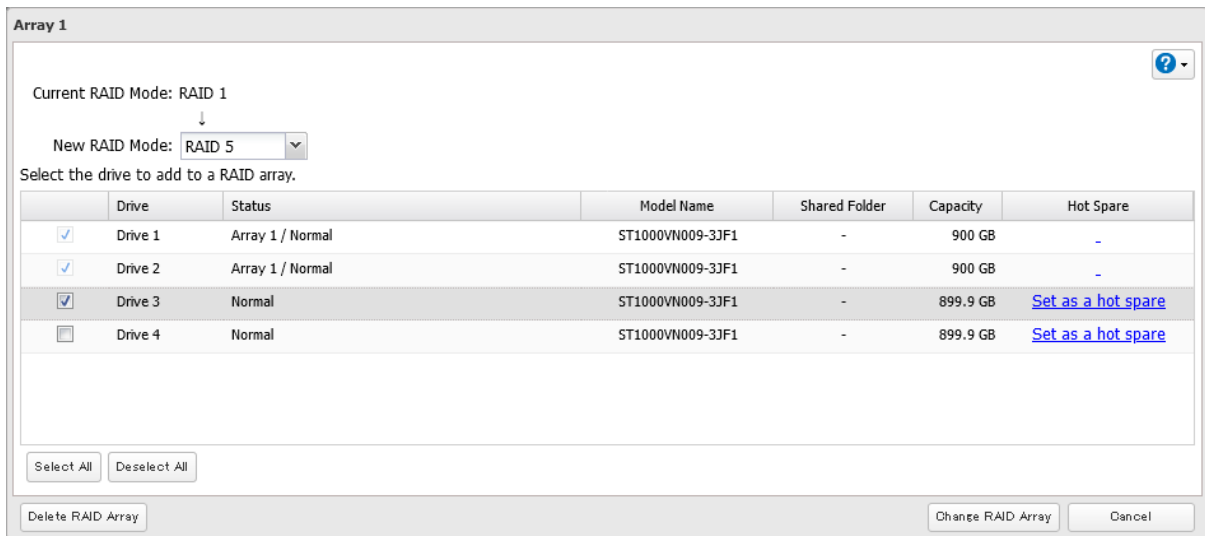 Array 1
Current RAID Mode: RAID 1
↓
New RAID Mode: RAID 5
Select the drive to add to a RAID array.
Drive Status Model Name Shared Folder Capacity Hot Spare
Drive 1 Array 1 / Normal ST1000VN009-3JF1 - 900 GB -
Drive 2 Array 1 / Normal ST1000VN009-3JF1 - 900 GB -
Drive 3 Normal ST1000VN009-3JF1 - 899.9 GB Set as a hot spare
Drive 4 Normal ST1000VN009-3JF1 - 899.9 GB Set as a hot spare
Select All Deselect All
Delete RAID Array Change RAID Array Cancel